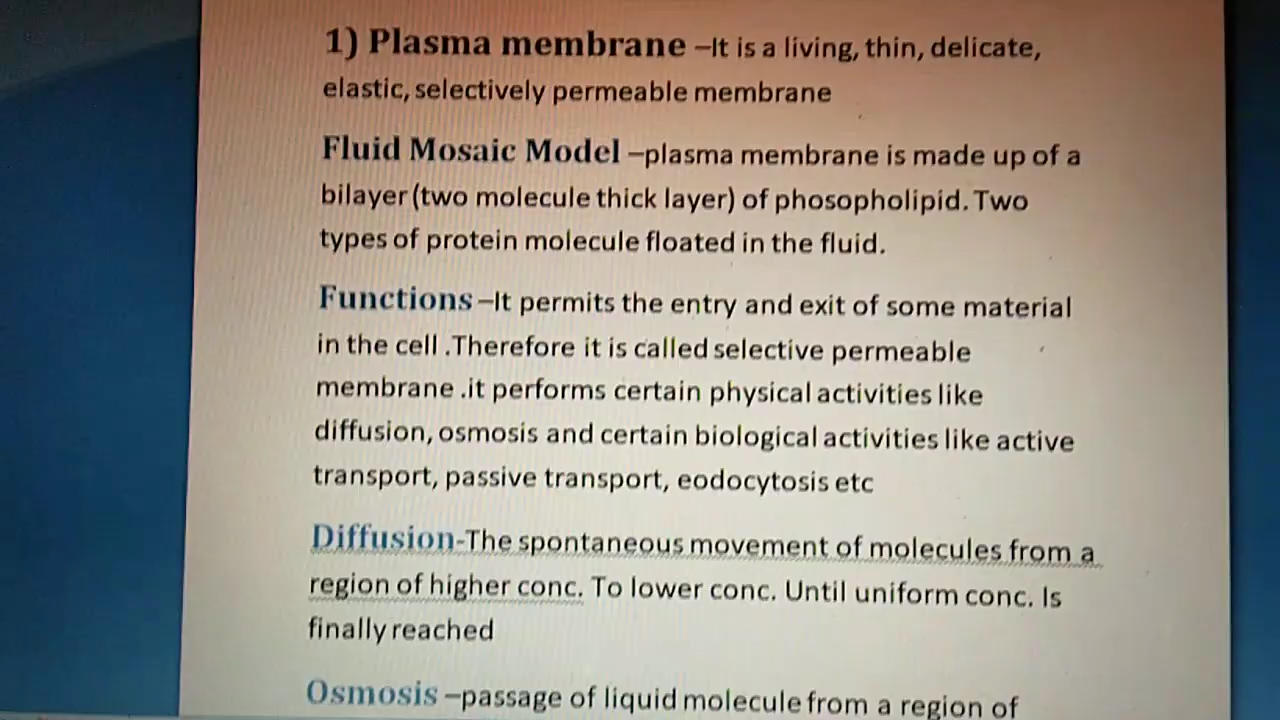 1) Plasma membrane –It is a living, thin, delicate,
elastic, selectively permeable membrane
Fluid Mosaic Model –plasma membrane is made up of a
bilayer (two molecule thick layer) of phosopholipid. Two
types of protein molecule floated in the fluid.
Functions –It permits the entry and exit of some material
in the cell .Therefore it is called selective permeable
membrane .it performs certain physical activities like
diffusion, osmosis and certain biological activities like active
transport, passive transport, eodocytosis etc
Diffusion-The spontaneous movement of molecules from a
region of higher conc. To lower conc. Until uniform conc. Is
finally reached
Osmosis –passage of liquid molecule from a region of